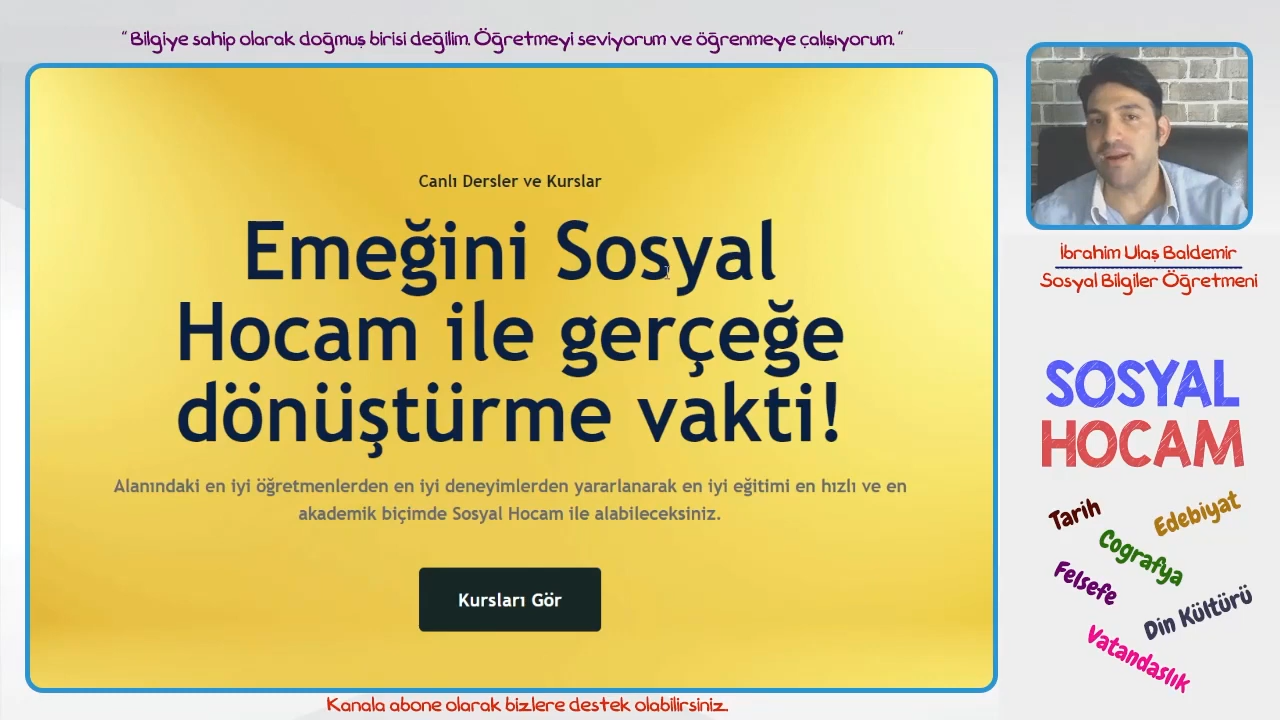 “ Bilgiye sahip olarak doğmuş birisi değilim. Öğretmeyi seviyorum ve öğrenmeye çalışıyorum. “
Canlı Dersler ve Kurslar
Emeğini Sosyal
Hocam ile gerçeğe
dönüştürme vakti!
Alanındaki en iyi öğretmenlerden en iyi deneyimlerden yararlanarak en iyi eğitimi en hızlı ve en
akademik biçimde Sosyal Hocam ile alabileceksiniz.
Kursları Gör
Kanala abone olarak bizlere destek olabilirsiniz.
İbrahim Ulaş Baldemir
Sosyal Bilgiler Öğretmeni
SOSYAL
HOCAM
Tarih
Edebiyat
Cografya
Felsefe
Din Kültürü
Vatandaslık